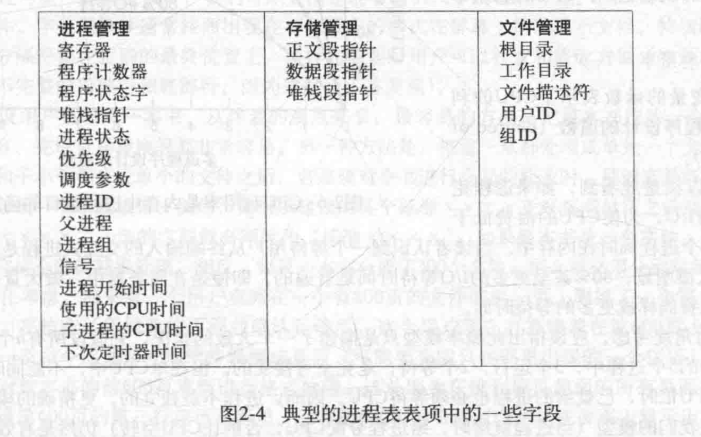 进程管理
寄存器
程序计数器
程序状态字
堆栈指针
进程状态
优先级
调度参数
进程ID
父进程
进程组
信号
进程开始时间
使用的CPU时间
子进程的CPU时间
下次定时器时间
存储管理
正文段指针
数据段指针
堆栈段指针
文件管理
根目录
工作目录
文件描述符
用户ID
组ID
图2-4 典型的进程表表项中的一些字段